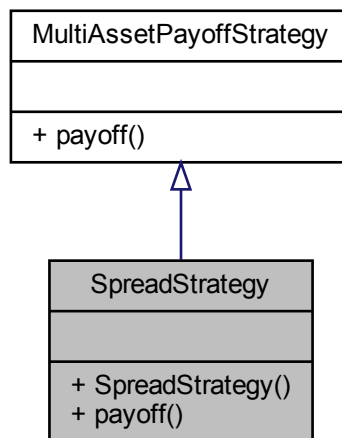 MultiAssetPayoffStrategy
+ payoff()
SpreadStrategy
+ SpreadStrategy()
+ payoff()